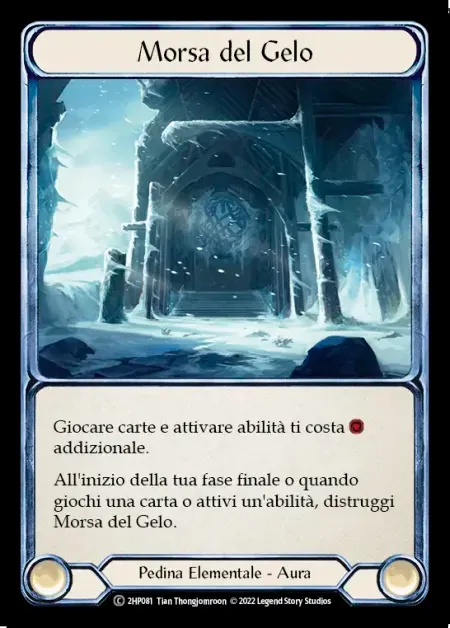 Morsa del Gelo
Giocare carte e attivare abilità ti costa
addizionale.
All'inizio della tua fase finale o quando
giochi una carta o attivi un'abilità, distruggi
Morsa del Gelo.
Pedina Elementale - Aura
C 2HP081 Tian Thongjomroon © 2022 Legend Story Studios